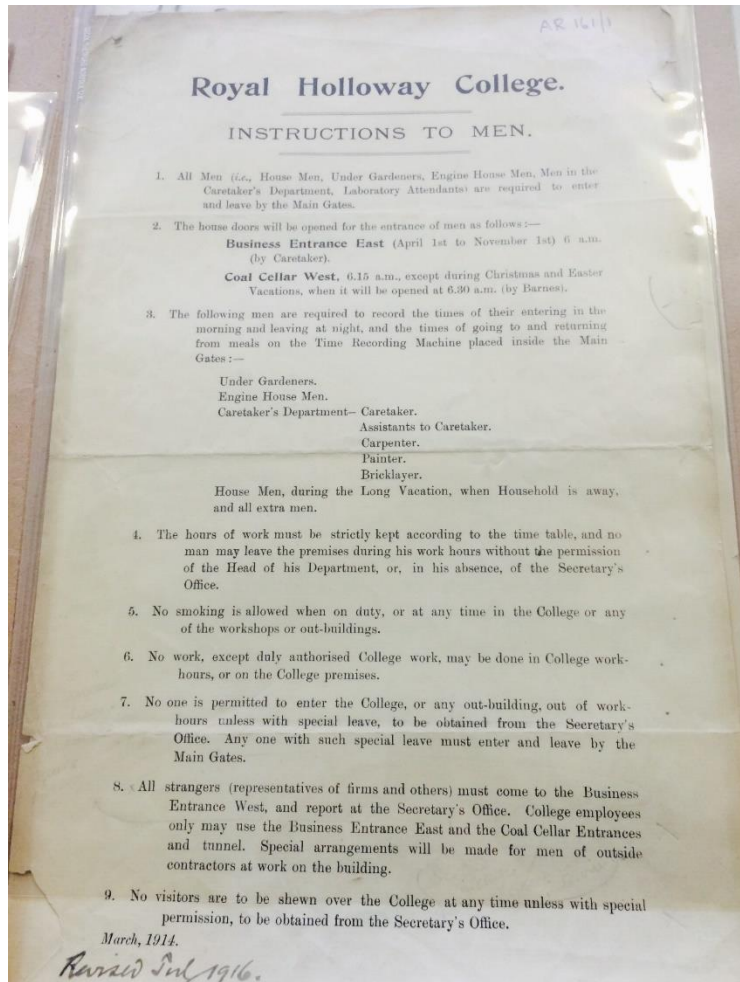 AR 161/1
Royal Holloway College.
INSTRUCTIONS TO MEN.
1. All Men (i.e., House Men, Under Gardeners, Engine House Men, Men in the
Caretaker's Department, Laboratory Attendants) are required to enter
and leave by the Main Gates.
2. The house doors will be opened for the entrance of men as follows:—
Business Entrance East (April 1st to November 1st) 6 a.m.
(by Caretaker).
Coal Cellar West, 6.15 a.m., except during Christmas and Easter
Vacations, when it will be opened at 6.30 a.m. (by Barnes).
3. The following men are required to record the times of their entering in the
morning and leaving at night, and the times of going to and returning
from meals on the Time Recording Machine placed inside the Main
Gates:—
Under Gardeners.
Engine House Men.
Caretaker's Department— Caretaker.
Assistants to Caretaker.
Carpenter.
Painter.
Bricklayer.
House Men, during the Long Vacation, when Household is away,
and all extra men.
4. The hours of work must be strictly kept according to the time table, and no
man may leave the premises during his work hours without the permission
of the Head of his Department, or, in his absence, of the Secretary's
Office.
5. No smoking is allowed when on duty, or at any time in the College or any
of the workshops or out-buildings.
6. No work, except duly authorised College work, may be done in College work-
hours, or on the College premises.
7. No one is permitted to enter the College, or any out-building, out of work-
hours unless with special leave, to be obtained from the Secretary's
Office. Any one with such special leave must enter and leave by the
Main Gates.
8. All strangers (representatives of firms and others) must come to the Business
Entrance West, and report at the Secretary's Office. College employees
only may use the Business Entrance East and the Coal Cellar Entrances
and tunnel. Special arrangements will be made for men of outside
contractors at work on the building.
9. No visitors are to be shewn over the College at any time unless with special
permission, to be obtained from the Secretary's Office.
March, 1914.
Revised 1916.